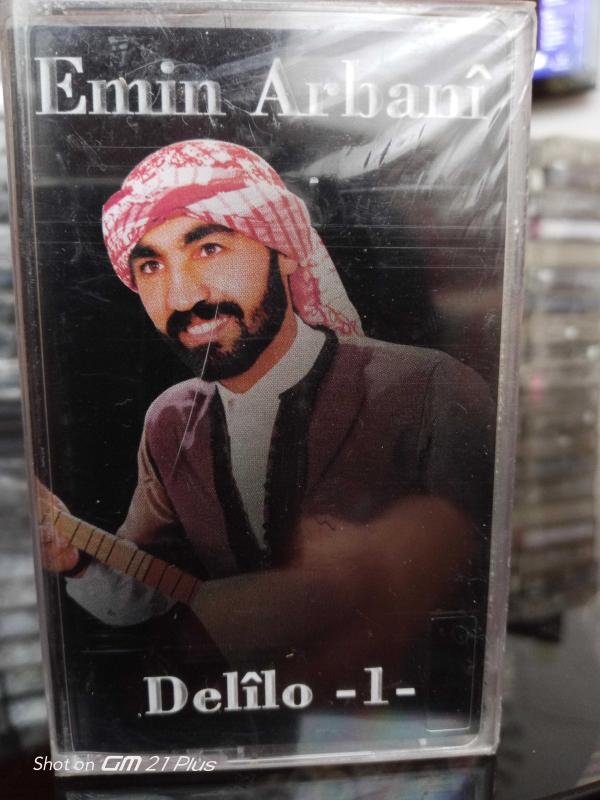 Emin Arbanî
Delîlo -1-
Shot on GM 21 Plus